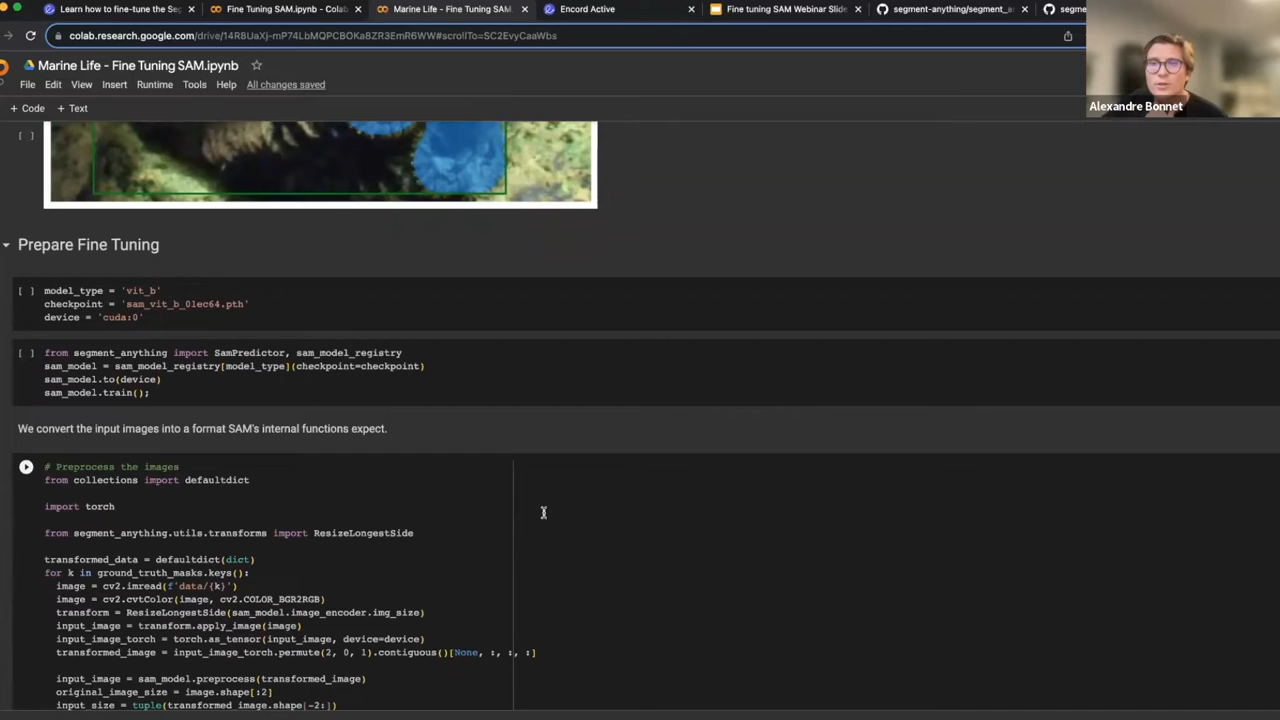 Learn how to fine-tune the Seg
Fine Tuning SAM.ipynb - Colab
Marine Life - Fine Tuning SAM
Encord Active
Fine tuning SAM Webinar Slide
segment-anything/segment_a
segme
colab.research.google.com/drive/14R8UaXj-mP74LbMQPCBOKa8ZR3EmR6WW#scrollTo=SC2EvyCaaWbs
Marine Life - Fine Tuning SAM.ipynb
File Edit View Insert Runtime Tools Help All changes saved
+ Code + Text
Alexandre Bonnet
[ ]
Prepare Fine Tuning
[ ] model_type = 'vit_b'
checkpoint = 'sam_vit_b_01ec64.pth'
device = 'cuda:0'
[ ] from segment_anything import SamPredictor, sam_model_registry
sam_model = sam_model_registry[model_type](checkpoint=checkpoint)
sam_model.to(device)
sam_model.train();
We convert the input images into a format SAM's internal functions expect.
# Preprocess the images
from collections import defaultdict
import torch
from segment_anything.utils.transforms import ResizeLongestSide
transformed_data = defaultdict(dict)
for k in ground_truth_masks.keys():
image = cv2.imread(f'data/{k}')
image = cv2.cvtColor(image, cv2.COLOR_BGR2RGB)
transform = ResizeLongestSide(sam_model.image_encoder.img_size)
input_image = transform.apply_image(image)
input_image_torch = torch.as_tensor(input_image, device=device)
transformed_image = input_image_torch.permute(2, 0, 1).contiguous()[None, :, :, :]
input_image = sam_model.preprocess(transformed_image)
original_image_size = image.shape[:2]
input_size = tuple(transformed_image.shape[-2:])